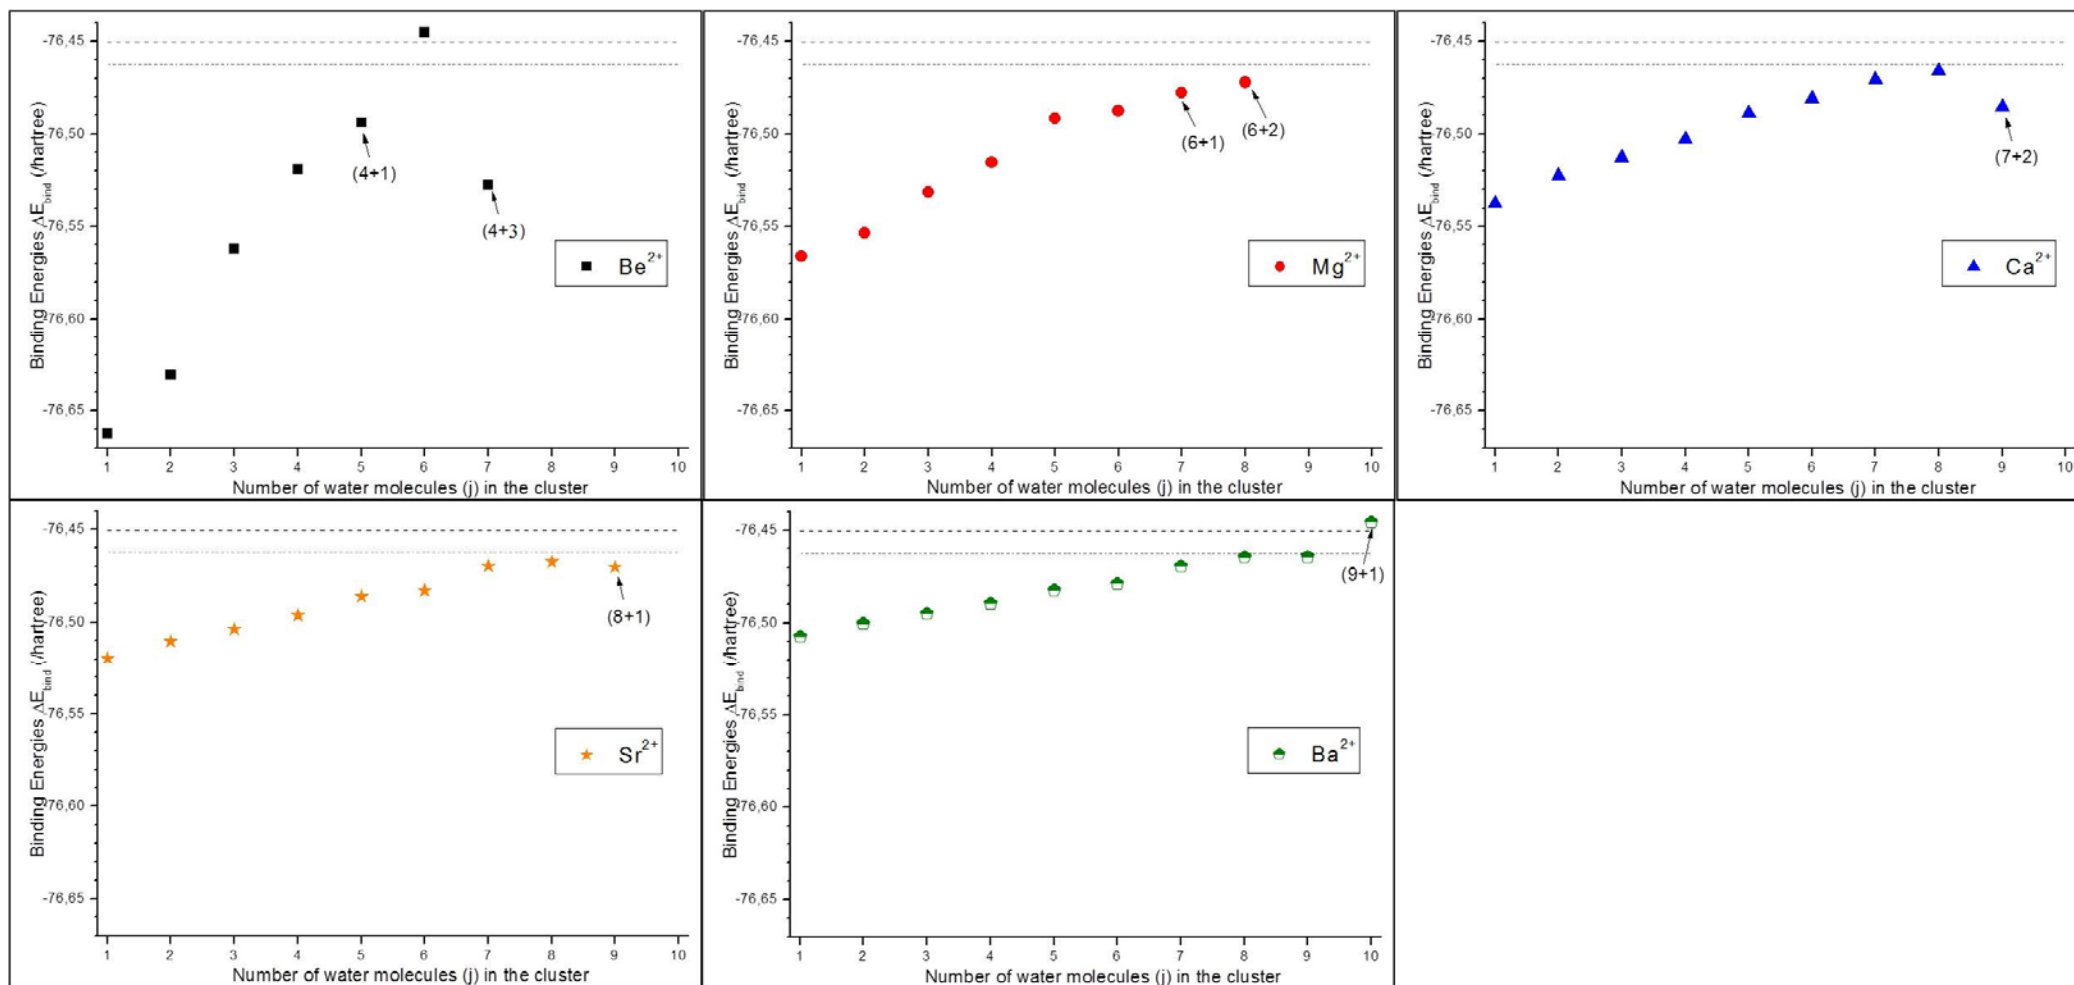 Binding Energies ΔE_bind (/hartree)
-76,45
-76,50
-76,55
-76,60
-76,65
(4+1)
(4+3)
Be²⁺
1 2 3 4 5 6 7 8 9 10
Number of water molecules (j) in the cluster
Binding Energies ΔE_bind (/hartree)
-76,45
-76,50
-76,55
-76,60
-76,65
(6+1)
(6+2)
Mg²⁺
1 2 3 4 5 6 7 8 9 10
Number of water molecules (j) in the cluster
Binding Energies ΔE_bind (/hartree)
-76,45
-76,50
-76,55
-76,60
-76,65
(7+2)
Ca²⁺
1 2 3 4 5 6 7 8 9 10
Number of water molecules (j) in the cluster
Binding Energies ΔE_bind (/hartree)
-76,45
-76,50
-76,55
-76,60
-76,65
(8+1)
Sr²⁺
1 2 3 4 5 6 7 8 9 10
Number of water molecules (j) in the cluster
Binding Energies ΔE_bind (/hartree)
-76,45
-76,50
-76,55
-76,60
-76,65
(9+1)
Ba²⁺
1 2 3 4 5 6 7 8 9 10
Number of water molecules (j) in the cluster